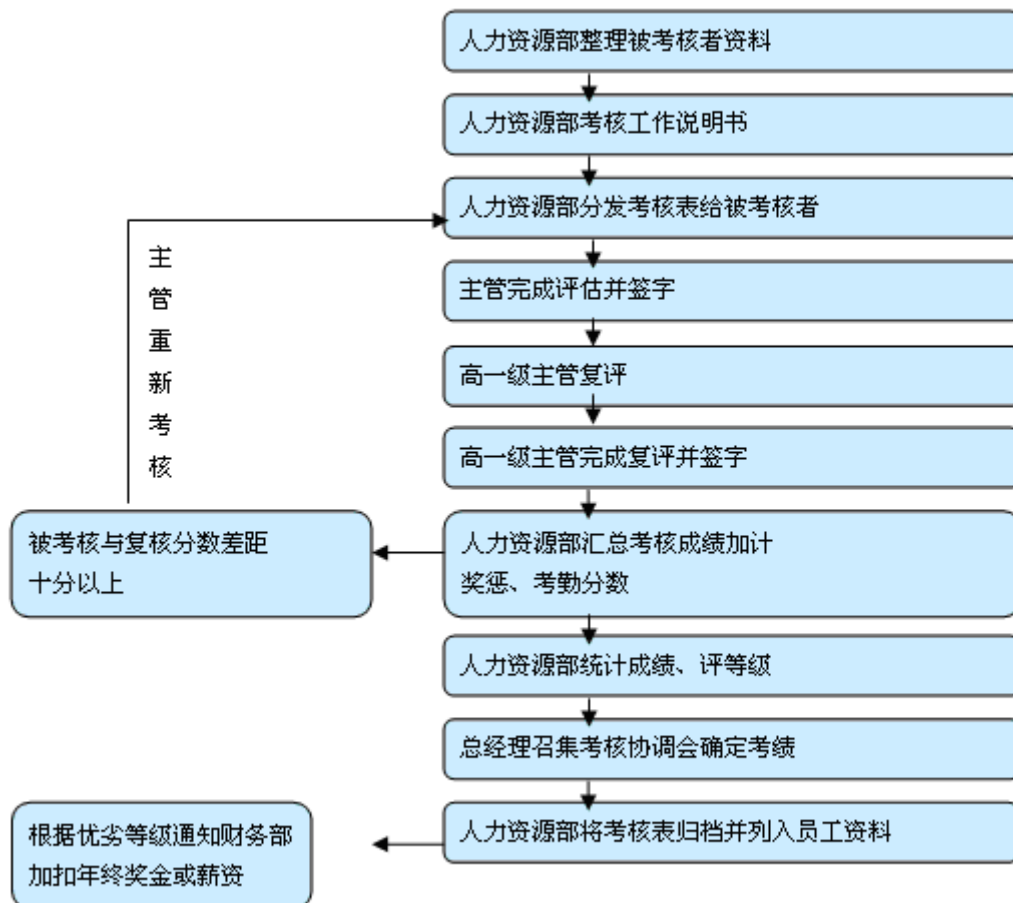 人力资源部整理被考核者资料
人力资源部考核工作说明书
人力资源部分发考核表给被考核者
主管重新考核
主管完成评估并签字
高一级主管复评
高一级主管完成复评并签字
被考核与复核分数差距
十分以上
人力资源部汇总考核成绩加计
奖惩、考勤分数
人力资源部统计成绩、评等级
总经理召集考核协调会确定考绩
人力资源部将考核表归档并列入员工资料
根据优劣等级通知财务部
加扣年终奖金或薪资